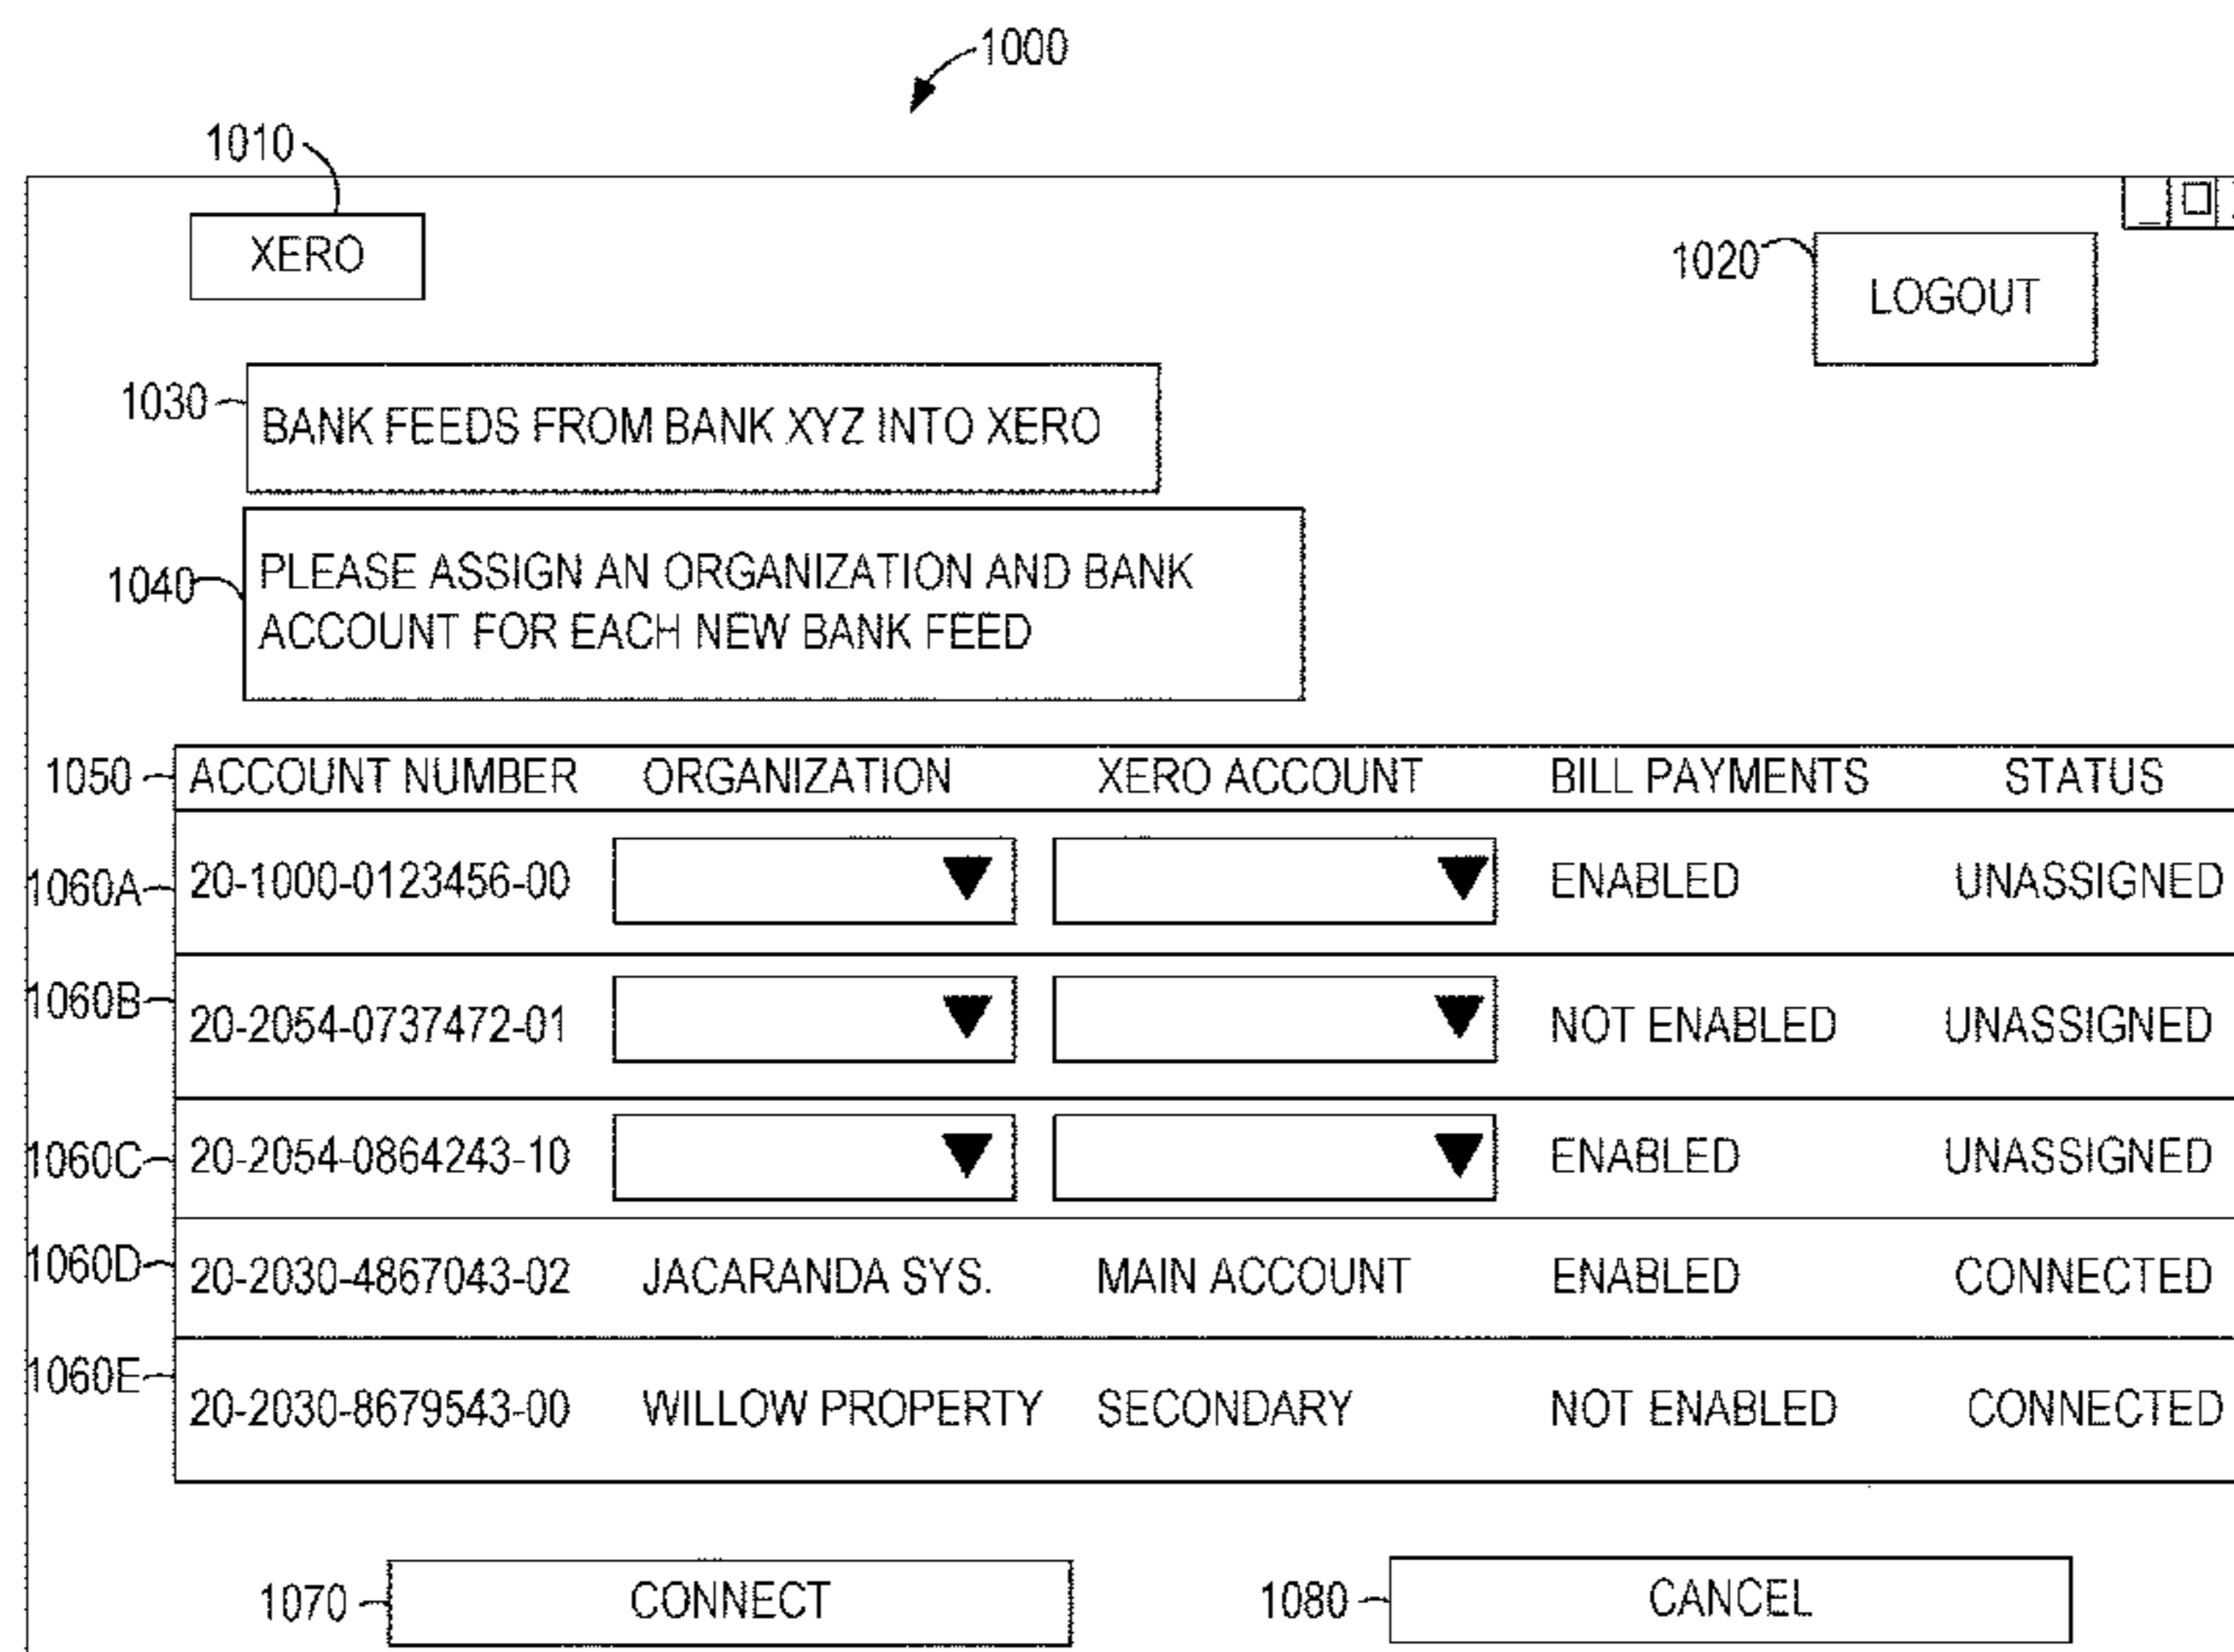 1000
1010
XERO
1020
LOGOUT
1030
BANK FEEDS FROM BANK XYZ INTO XERO
1040
PLEASE ASSIGN AN ORGANIZATION AND BANK
ACCOUNT FOR EACH NEW BANK FEED
1050 ACCOUNT NUMBER ORGANIZATION XERO ACCOUNT BILL PAYMENTS STATUS
1060A 20-1000-0123456-00 ENABLED UNASSIGNED
1060B 20-2054-0737472-01 NOT ENABLED UNASSIGNED
1060C 20-2054-0864243-10 ENABLED UNASSIGNED
1060D 20-2030-4867043-02 JACARANDA SYS. MAIN ACCOUNT ENABLED CONNECTED
1060E 20-2030-8679543-00 WILLOW PROPERTY SECONDARY NOT ENABLED CONNECTED
1070 CONNECT 1080 CANCEL